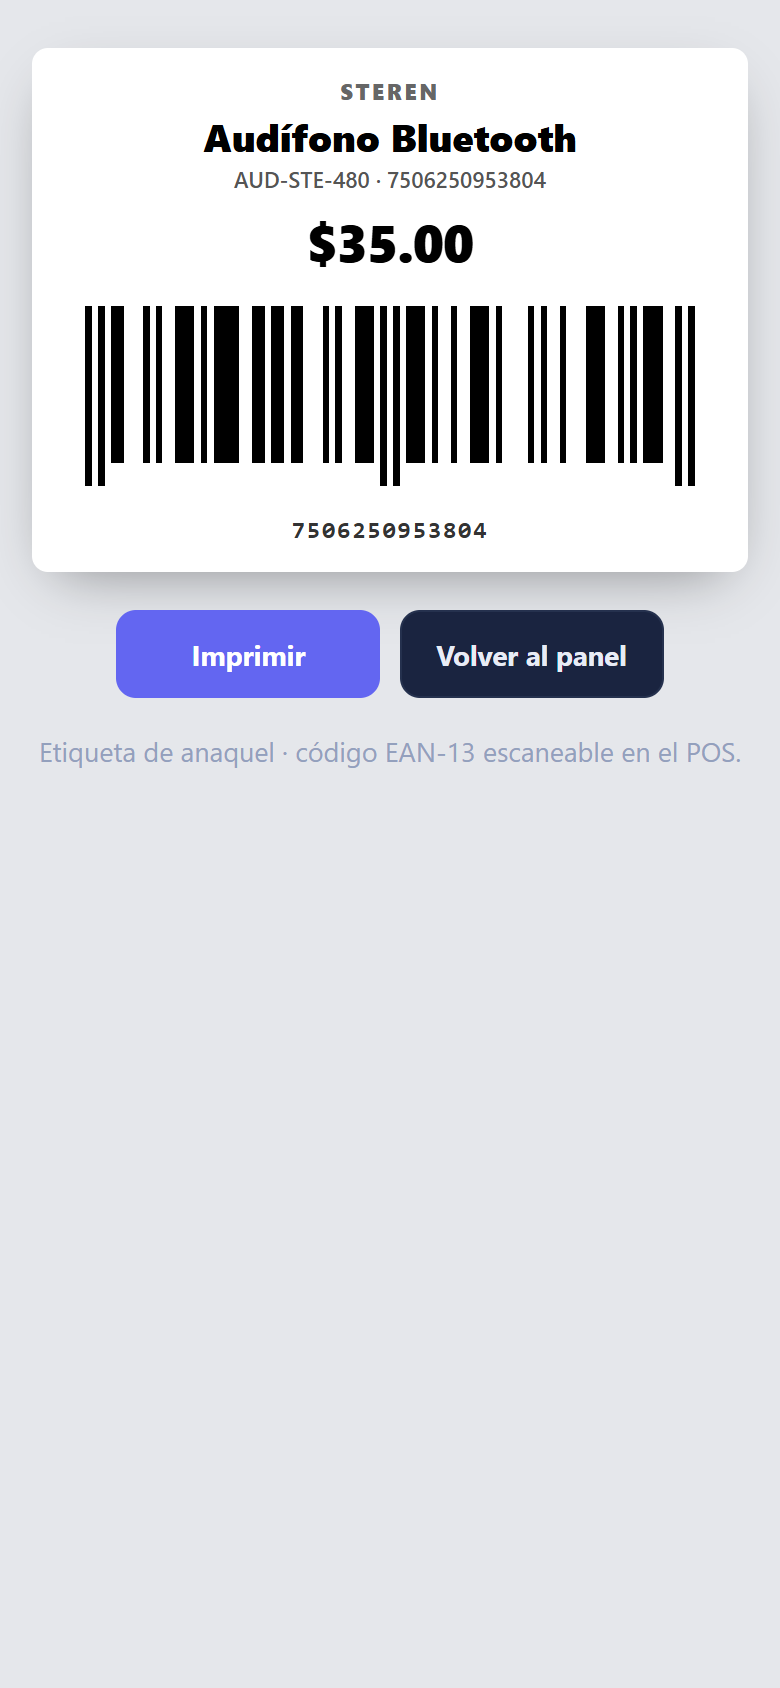 STEREN
Audífono Bluetooth
AUD-STE-480 · 7506250953804
$35.00
7506250953804
Imprimir
Volver al panel
Etiqueta de anaquel · código EAN-13 escaneable en el POS.